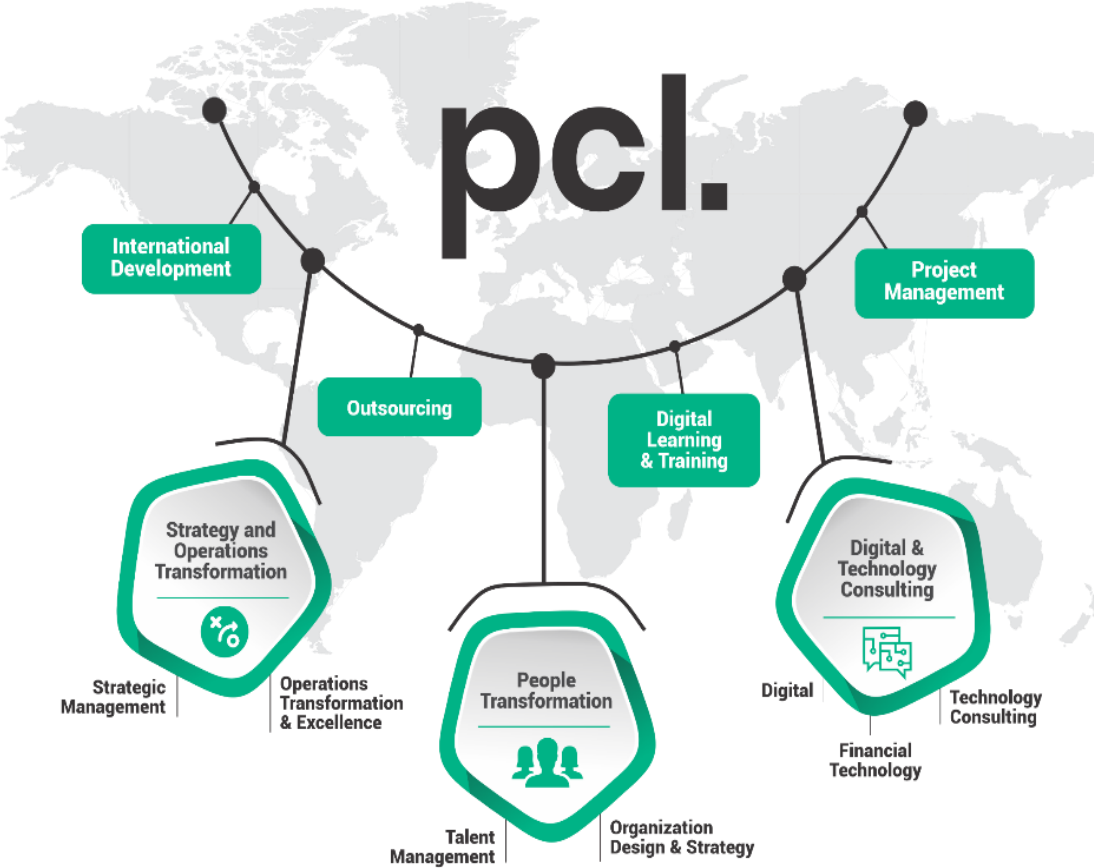 pcl.
International
Development
Project
Management
Outsourcing
Digital
Learning
& Training
Strategy and
Operations
Transformation
Strategic
Management
Operations
Transformation
& Excellence
People
Transformation
Talent
Management
Organization
Design & Strategy
Digital &
Technology
Consulting
Digital
Financial
Technology
Technology
Consulting